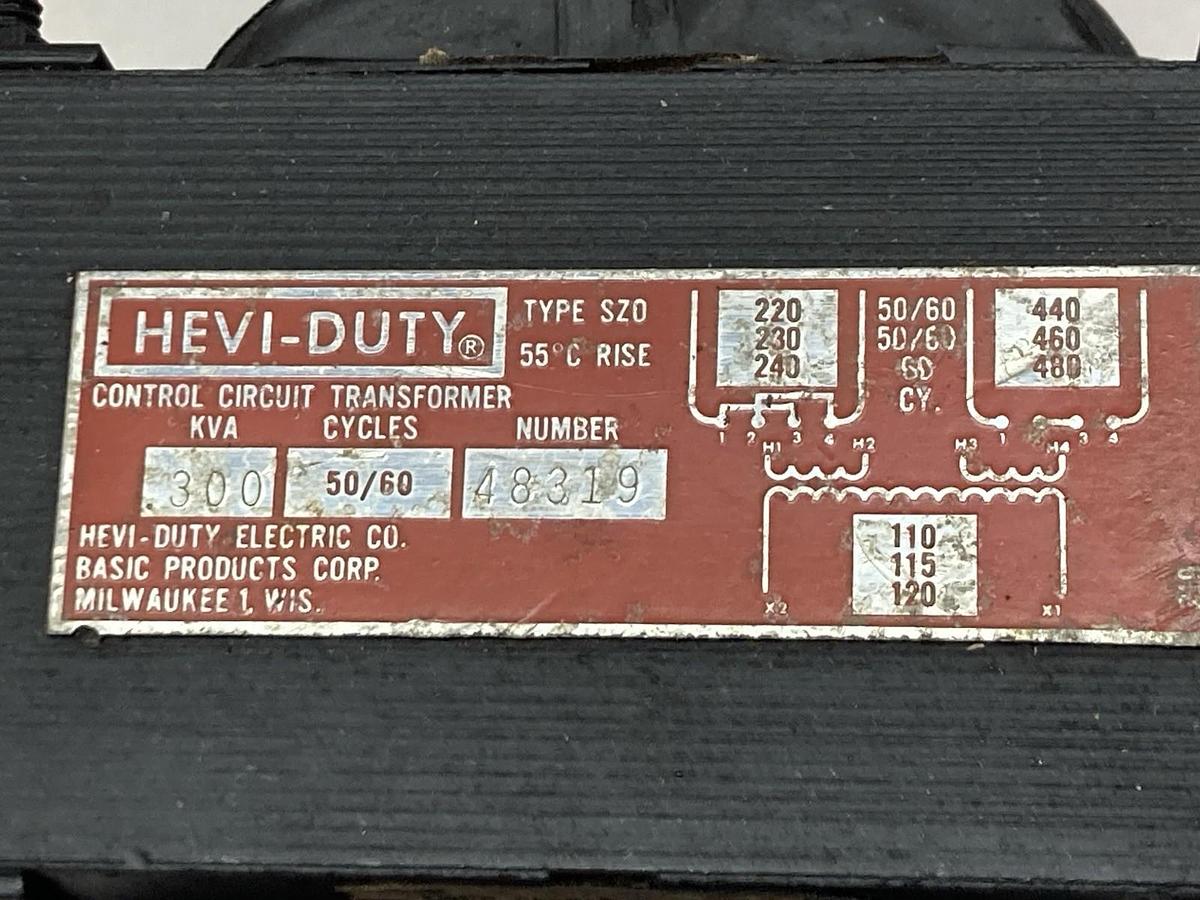 HEVI-DUTY®
TYPE SZO
55°C RISE
CONTROL CIRCUIT TRANSFORMER
KVA CYCLES NUMBER
300 50/60 48319
HEVI-DUTY ELECTRIC CO.
BASIC PRODUCTS CORP.
MILWAUKEE 1, WIS.
220
230
240
50/60
50/60
60
CY.
440
460
480
1 2 3 4
1 3 4
H1 H2
H3 H4
110
115
120
X2 X1